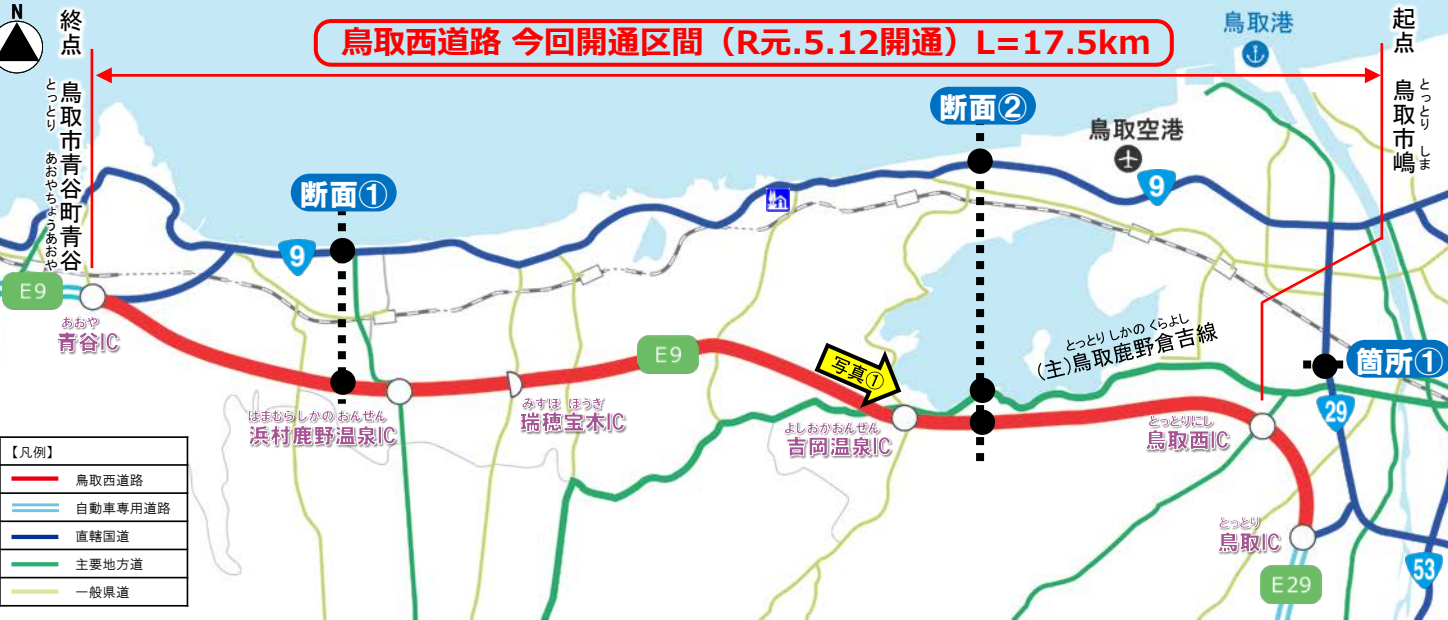 N
終点
鳥取西道路 今回開通区間（R元.5.12開通）L=17.5km
鳥取港
起点
とっとり
鳥取市青谷町青谷
あおやちょうあおや
とっとり しま
鳥取市嶋
断面②
鳥取空港
断面①
9
9
E9
あおや
青谷IC
E9
写真①
とっとりしかのくらよし
(主)鳥取鹿野倉吉線
箇所①
29
はまむらしかのおんせん
浜村鹿野温泉IC
みずほ ほうぎ
瑞穂宝木IC
よしおかおんせん
吉岡温泉IC
とっとりにし
鳥取西IC
とっとり
鳥取IC
E29
53
【凡例】
鳥取西道路
自動車専用道路
直轄国道
主要地方道
一般県道